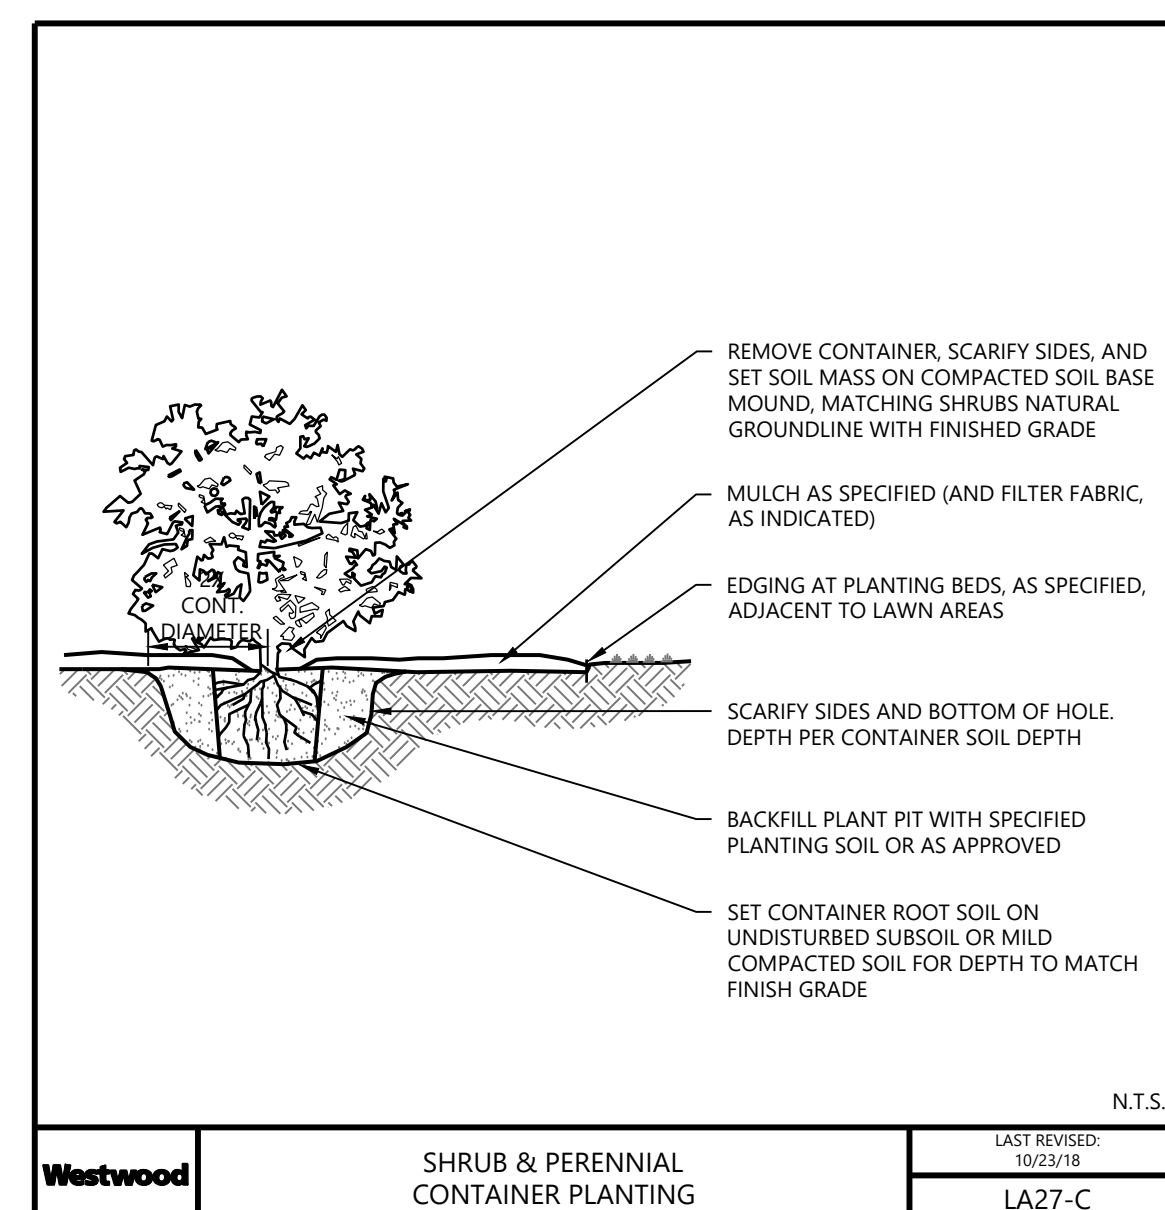 REMOVE CONTAINER, SCARIFY SIDES, AND
SET SOIL MASS ON COMPACTED SOIL BASE
MOUND, MATCHING SHRUBS NATURAL
GROUNDLINE WITH FINISHED GRADE
MULCH AS SPECIFIED (AND FILTER FABRIC,
AS INDICATED)
EDGING AT PLANTING BEDS, AS SPECIFIED,
ADJACENT TO LAWN AREAS
CONT.
DIAMETER
SCARIFY SIDES AND BOTTOM OF HOLE.
DEPTH PER CONTAINER SOIL DEPTH
BACKFILL PLANT PIT WITH SPECIFIED
PLANTING SOIL OR AS APPROVED
SET CONTAINER ROOT SOIL ON
UNDISTURBED SUBSOIL OR MILD
COMPACTED SOIL FOR DEPTH TO MATCH
FINISH GRADE
N.T.S.
Westwood
SHRUB & PERENNIAL
CONTAINER PLANTING
LAST REVISED:
10/23/18
LA27-C